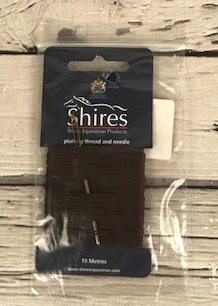 Shires
Shires Equestrian Products
plaiting thread and needle
15 Metres
www.shiresequestrian.com